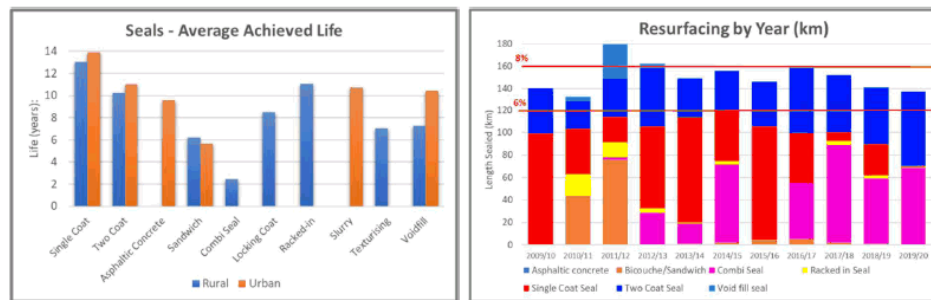 Seals - Average Achieved Life
14
12
10
8
6
4
2
0
Life (years):
Single Coat
Two Coat
Asphaltic Concrete
Sandwich
Combi Seal
Locking Coat
Racked-in
Slurry
Texturising
Voidfill
Rural Urban
Resurfacing by Year (km)
180
160
140
120
100
80
60
40
20
0
8%
6%
Length Sealed (km)
2009/10 2010/11 2011/12 2012/13 2013/14 2014/15 2015/16 2016/17 2017/18 2018/19 2019/20
Asphaltic concrete Bicouche/Sandwich Combi Seal Racked in Seal
Single Coat Seal Two Coat Seal Void fill seal